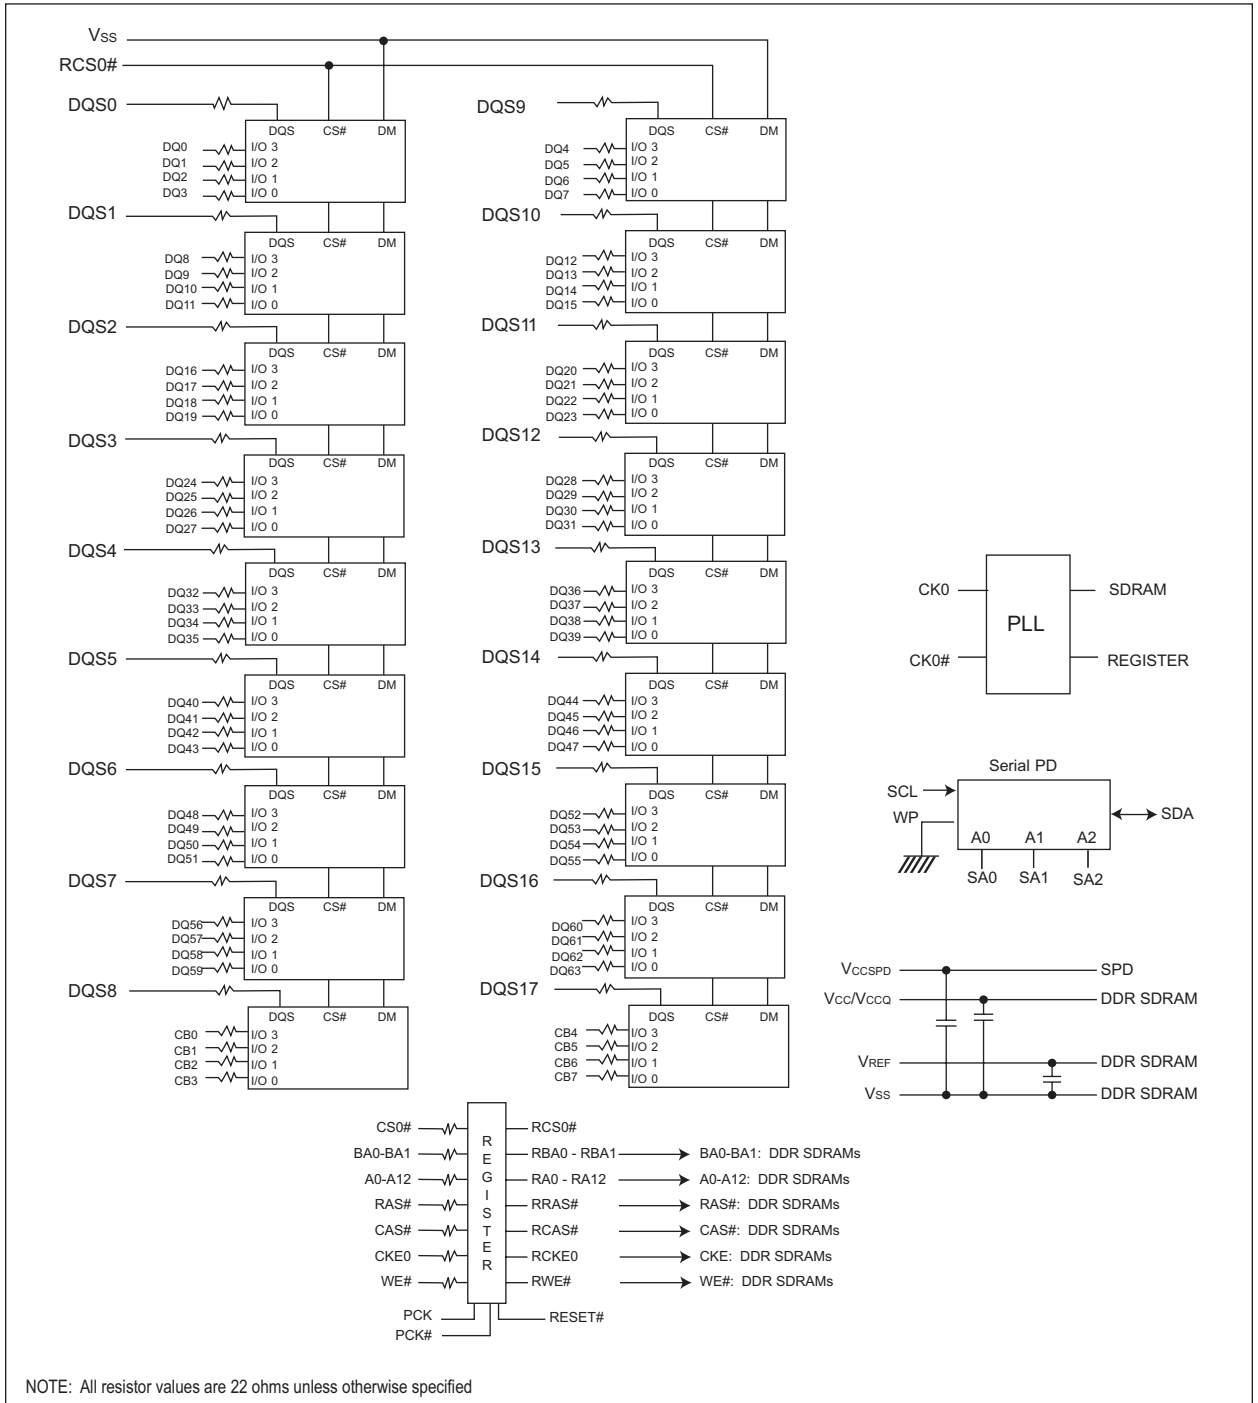 Vss
RCS0#
DQS0
DQS CS# DM
DQ0 I/O 3
DQ1 I/O 2
DQ2 I/O 1
DQ3 I/O 0
DQS1
DQS CS# DM
DQ8 I/O 3
DQ9 I/O 2
DQ10 I/O 1
DQ11 I/O 0
DQS2
DQS CS# DM
DQ16 I/O 3
DQ17 I/O 2
DQ18 I/O 1
DQ19 I/O 0
DQS3
DQS CS# DM
DQ24 I/O 3
DQ25 I/O 2
DQ26 I/O 1
DQ27 I/O 0
DQS4
DQS CS# DM
DQ32 I/O 3
DQ33 I/O 2
DQ34 I/O 1
DQ35 I/O 0
DQS5
DQS CS# DM
DQ40 I/O 3
DQ41 I/O 2
DQ42 I/O 1
DQ43 I/O 0
DQS6
DQS CS# DM
DQ48 I/O 3
DQ49 I/O 2
DQ50 I/O 1
DQ51 I/O 0
DQS7
DQS CS# DM
DQ56 I/O 3
DQ57 I/O 2
DQ58 I/O 1
DQ59 I/O 0
DQS8
DQS CS# DM
CB0 I/O 3
CB1 I/O 2
CB2 I/O 1
CB3 I/O 0
DQS9
DQS CS# DM
DQ4 I/O 3
DQ5 I/O 2
DQ6 I/O 1
DQ7 I/O 0
DQS10
DQS CS# DM
DQ12 I/O 3
DQ13 I/O 2
DQ14 I/O 1
DQ15 I/O 0
DQS11
DQS CS# DM
DQ20 I/O 3
DQ21 I/O 2
DQ22 I/O 1
DQ23 I/O 0
DQS12
DQS CS# DM
DQ28 I/O 3
DQ29 I/O 2
DQ30 I/O 1
DQ31 I/O 0
DQS13
DQS CS# DM
DQ36 I/O 3
DQ37 I/O 2
DQ38 I/O 1
DQ39 I/O 0
DQS14
DQS CS# DM
DQ44 I/O 3
DQ45 I/O 2
DQ46 I/O 1
DQ47 I/O 0
DQS15
DQS CS# DM
DQ52 I/O 3
DQ53 I/O 2
DQ54 I/O 1
DQ55 I/O 0
DQS16
DQS CS# DM
DQ60 I/O 3
DQ61 I/O 2
DQ62 I/O 1
DQ63 I/O 0
DQS17
DQS CS# DM
CB4 I/O 3
CB5 I/O 2
CB6 I/O 1
CB7 I/O 0
CK0 SDRAM
PLL
CK0# REGISTER
Serial PD
SCL
WP
SDA
A0 A1 A2
SA0 SA1 SA2
VCCSPD SPD
VCC/VCCQ DDR SDRAM
VREF DDR SDRAM
Vss DDR SDRAM
REGISTER
CS0# RCS0#
BA0-BA1 RBA0 - RBA1 BA0-BA1: DDR SDRAMs
A0-A12 RA0 - RA12 A0-A12: DDR SDRAMs
RAS# RRAS# RAS#: DDR SDRAMs
CAS# RCAS# CAS#: DDR SDRAMs
CKE0 RCKE0 CKE: DDR SDRAMs
WE# RWE# WE#: DDR SDRAMs
PCK RESET#
PCK#
NOTE: All resistor values are 22 ohms unless otherwise specified